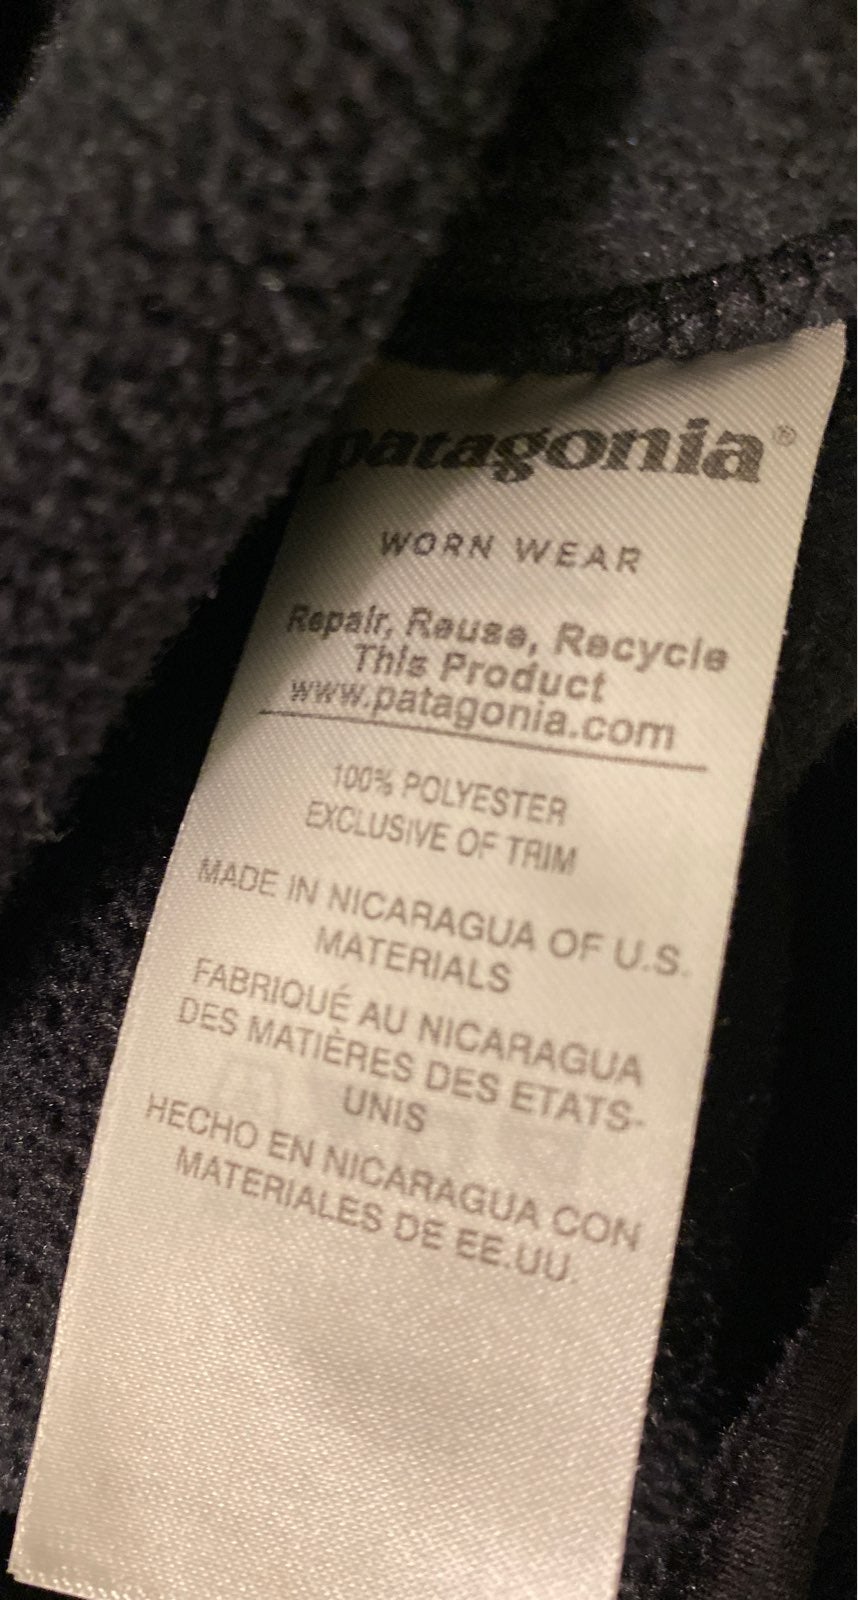 patagonia®
WORN WEAR
Repair, Reuse, Recycle
This Product
www.patagonia.com
100% POLYESTER
EXCLUSIVE OF TRIM
MADE IN NICARAGUA OF U.S.
MATERIALS
FABRIQUÉ AU NICARAGUA
DES MATIÈRES DES ETATS-
UNIS
HECHO EN NICARAGUA CON
MATERIALES DE EE.UU.